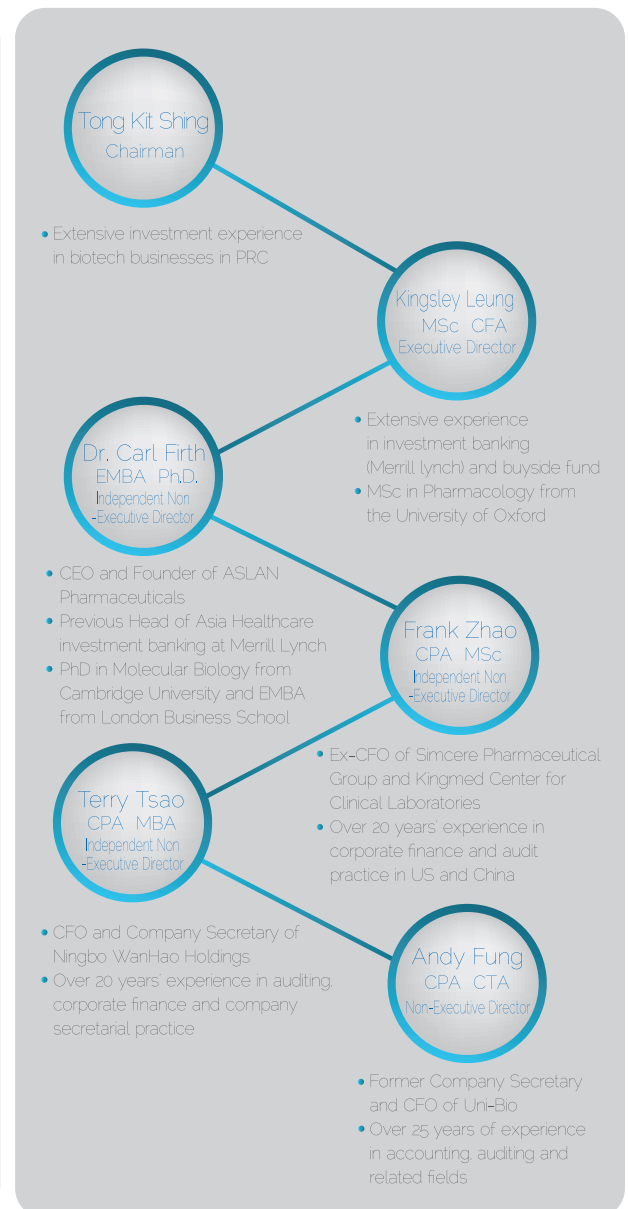 Tong Kit Shing
Chairman
• Extensive investment experience
in biotech businesses in PRC
Kingsley Leung
MSc CFA
Executive Director
• Extensive experience
in investment banking
(Merrill lynch) and buyside fund
• MSc in Pharmacology from
the University of Oxford
Dr. Carl Firth
EMBA Ph.D.
Independent Non
-Executive Director
• CEO and Founder of ASLAN
Pharmaceuticals
• Previous Head of Asia Healthcare
investment banking at Merrill Lynch
• PhD in Molecular Biology from
Cambridge University and EMBA
from London Business School
Frank Zhao
CPA MSc
Independent Non
-Executive Director
• Ex-CFO of Simcere Pharmaceutical
Group and Kingmed Center for
Clinical Laboratories
• Over 20 years' experience in
corporate finance and audit
practice in US and China
Terry Tsao
CPA MBA
Independent Non
-Executive Director
• CFO and Company Secretary of
Ningbo WanHao Holdings
• Over 20 years' experience in auditing,
corporate finance and company
secretarial practice
Andy Fung
CPA CTA
Non-Executive Director
• Former Company Secretary
and CFO of Uni-Bio
• Over 25 years of experience
in accounting, auditing and
related fields